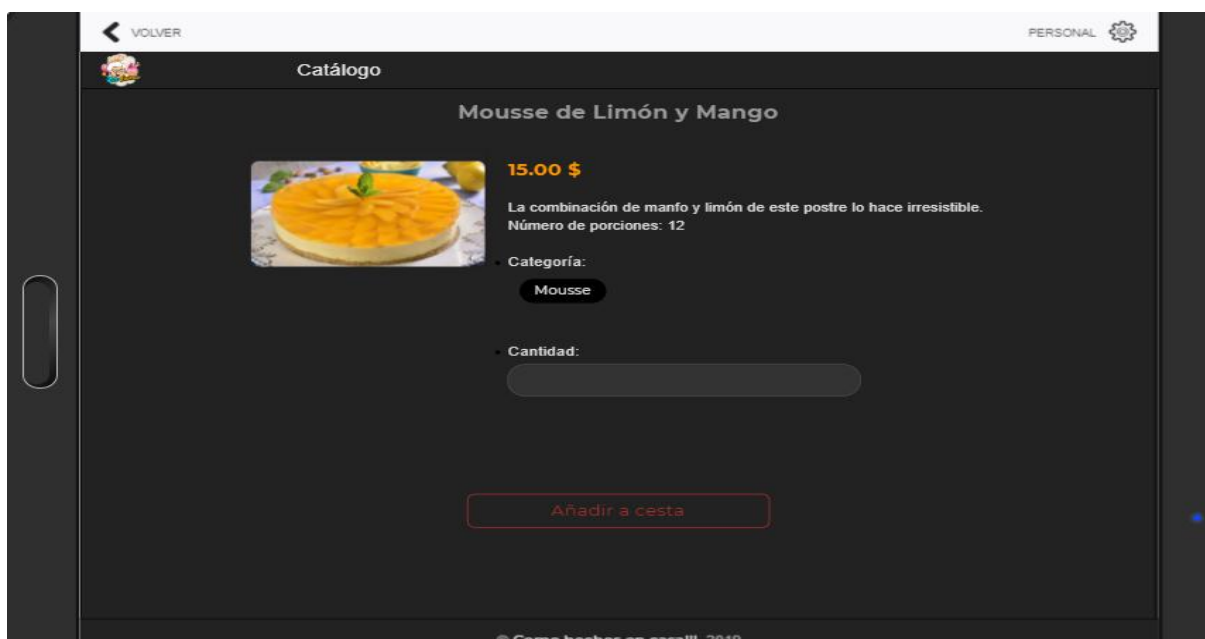 VOLVER
PERSONAL
Catálogo
Mousse de Limón y Mango
15.00 $
La combinación de manfo y limón de este postre lo hace irresistible.
Número de porciones: 12
Categoría:
Mousse
Cantidad:
Añadir a cesta